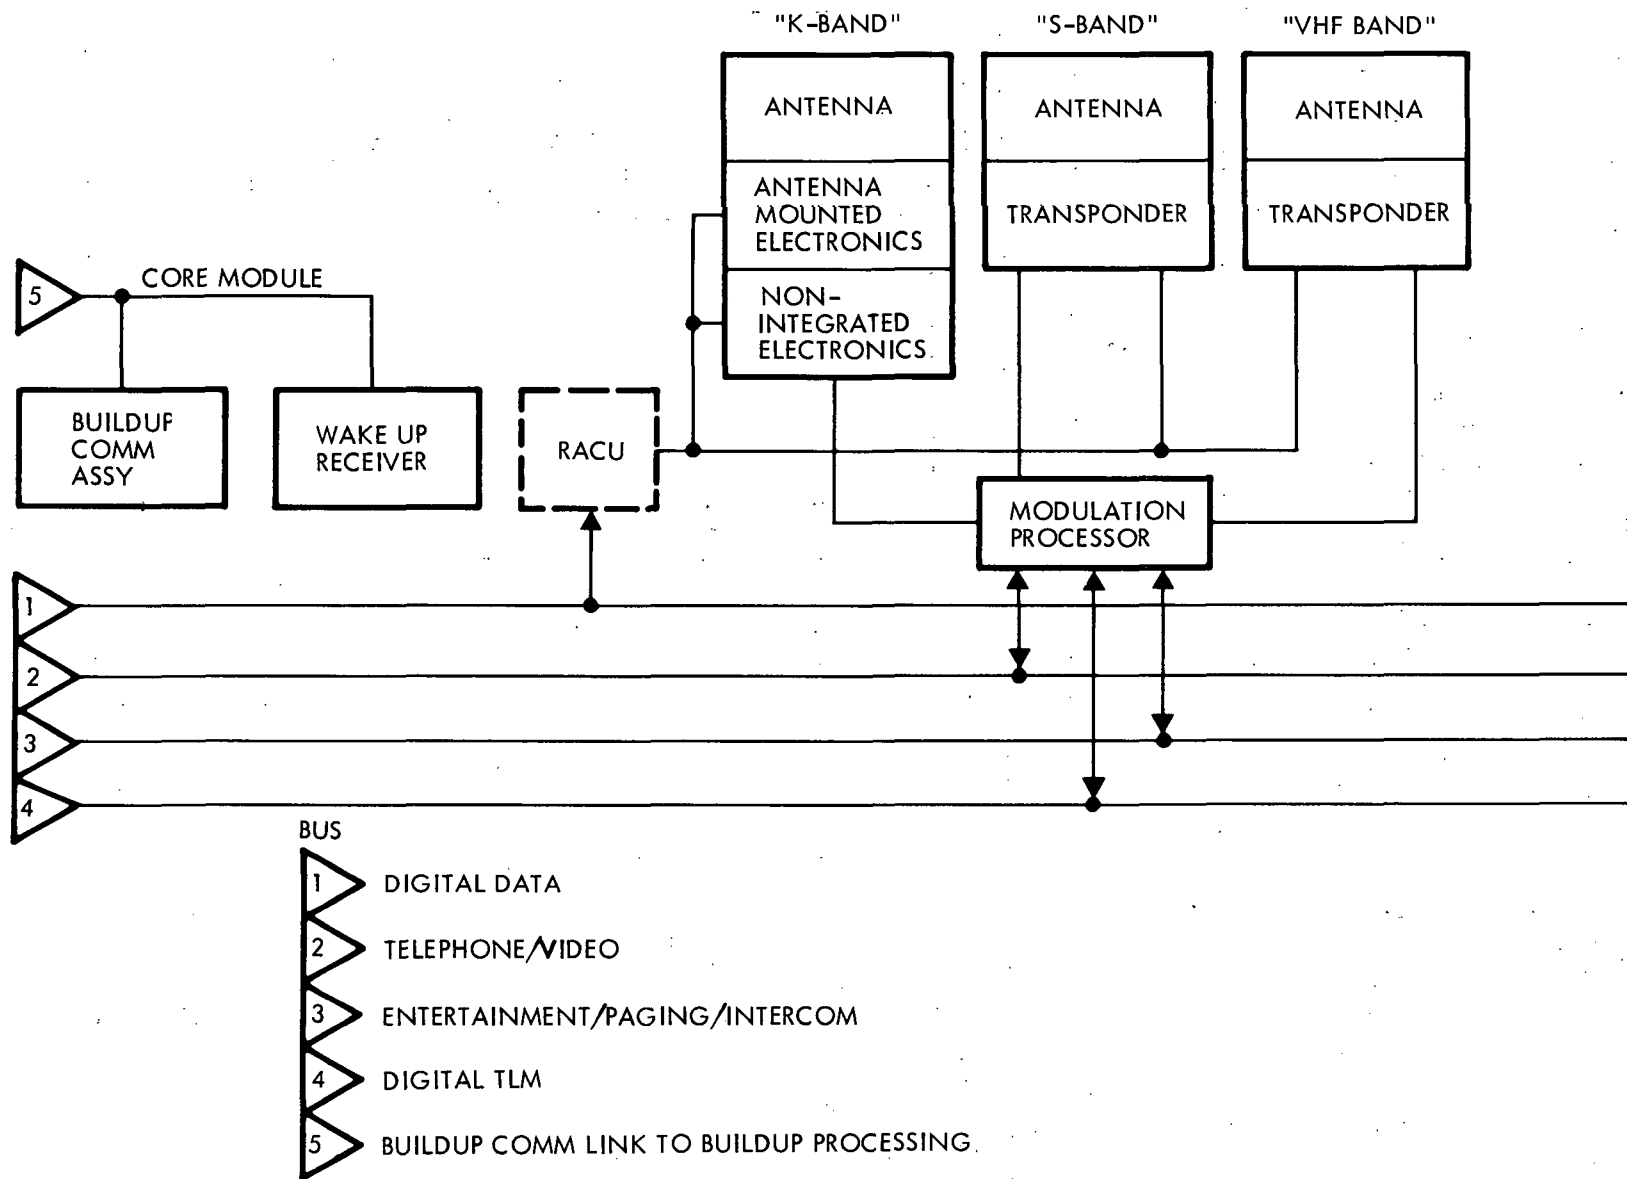 "K-BAND"
"S-BAND"
"VHF BAND"
ANTENNA
ANTENNA
ANTENNA
ANTENNA
MOUNTED
ELECTRONICS
TRANSPONDER
TRANSPONDER
NON-
INTEGRATED
ELECTRONICS
5
CORE MODULE
BUILDUP
COMM
ASSY
WAKE UP
RECEIVER
RACU
MODULATION
PROCESSOR
1
2
3
4
BUS
1 DIGITAL DATA
2 TELEPHONE/VIDEO
3 ENTERTAINMENT/PAGING/INTERCOM
4 DIGITAL TLM
5 BUILDUP COMM LINK TO BUILDUP PROCESSING